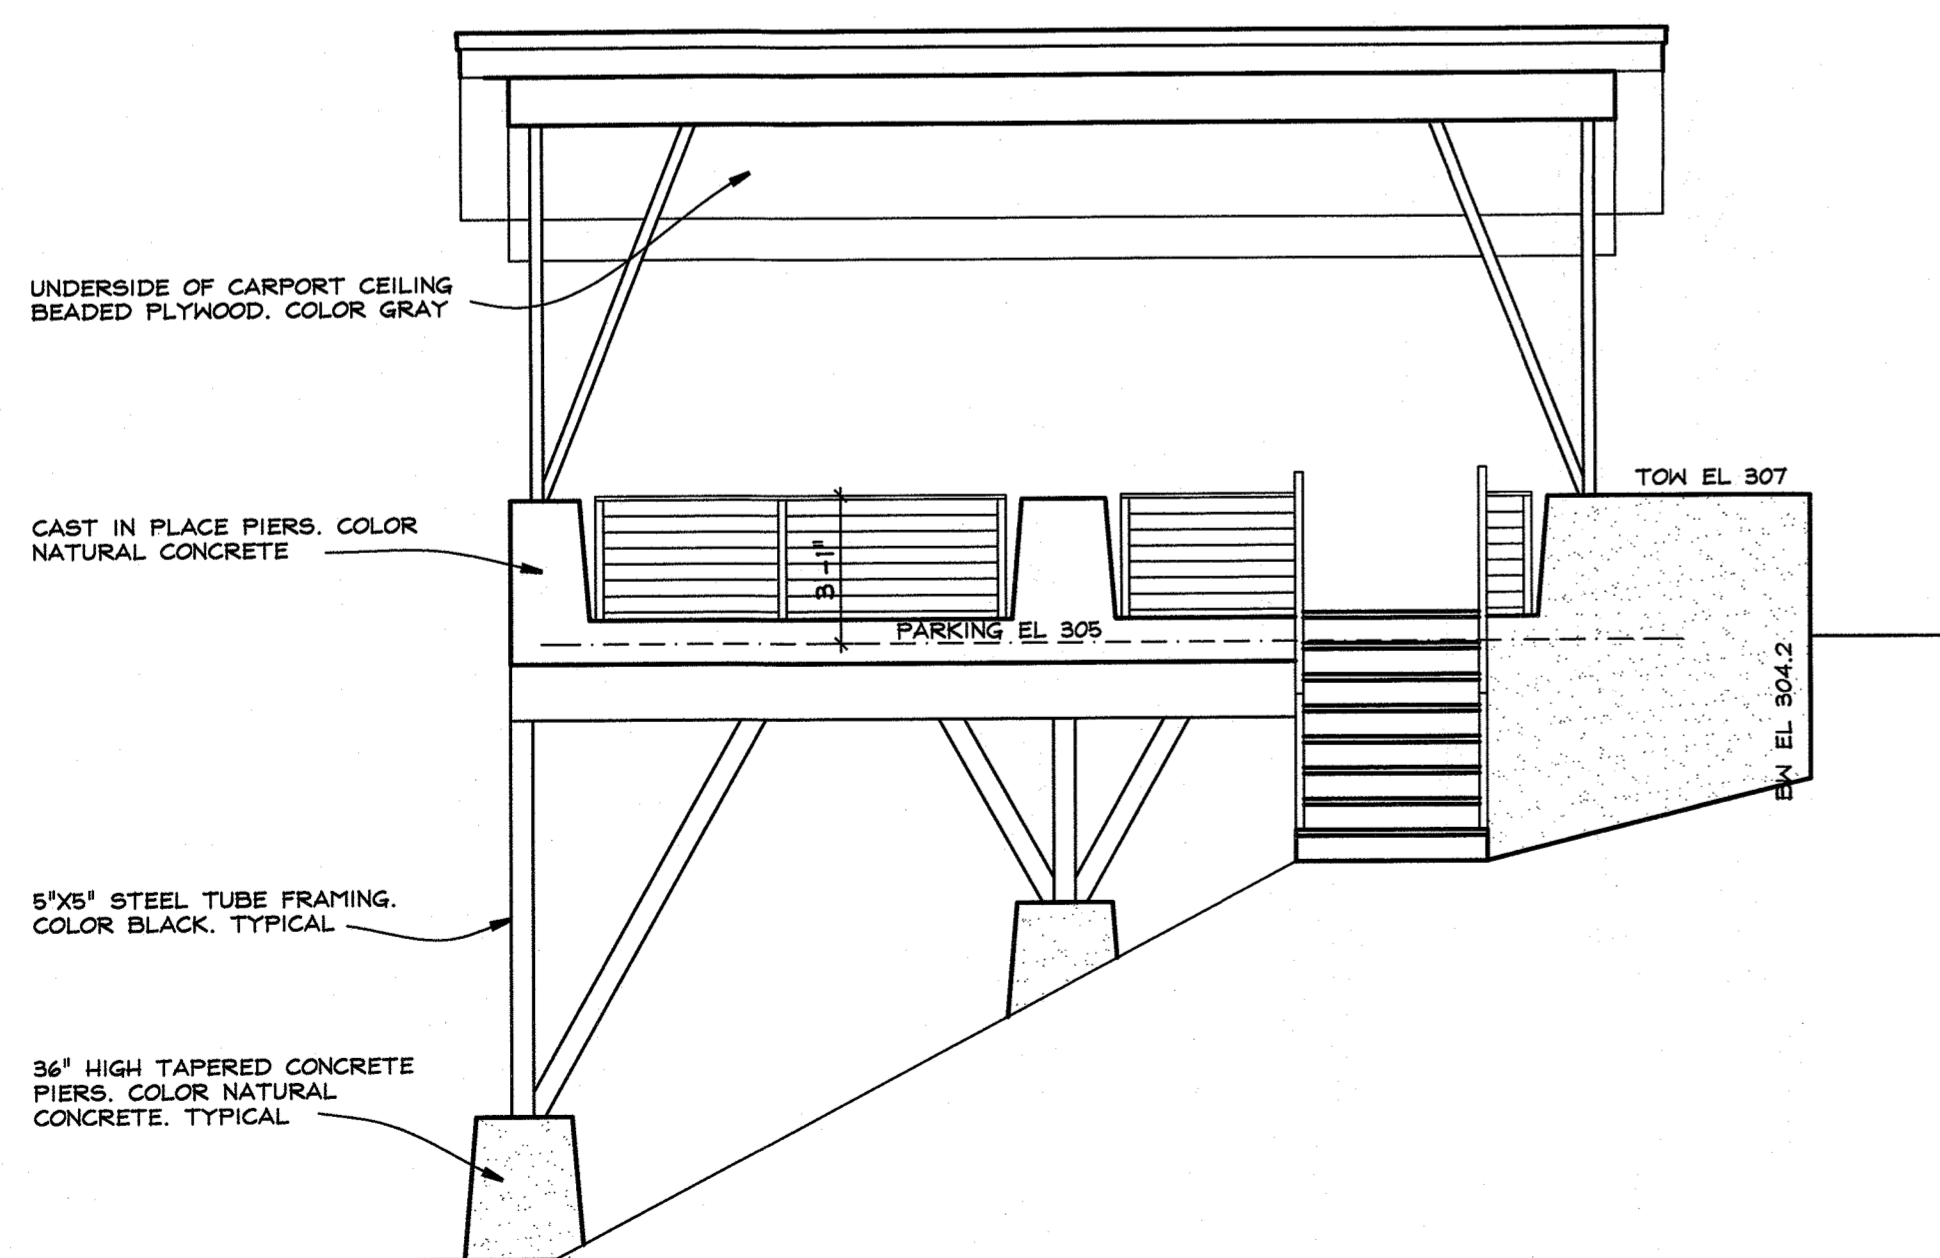 UNDERSIDE OF CARPORT CEILING
BEADED PLYWOOD. COLOR GRAY
TOW EL 307
CAST IN PLACE PIERS. COLOR
NATURAL CONCRETE
3'-1"
PARKING EL 305
BW EL 304.2
5"X5" STEEL TUBE FRAMING.
COLOR BLACK. TYPICAL
36" HIGH TAPERED CONCRETE
PIERS. COLOR NATURAL
CONCRETE. TYPICAL